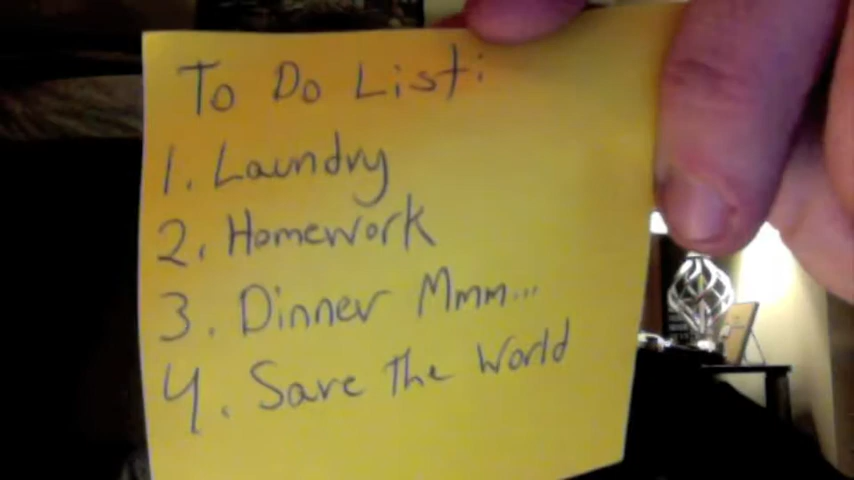 To Do List:
1. Laundry
2. Homework
3. Dinner Mmm...
4. Save The World